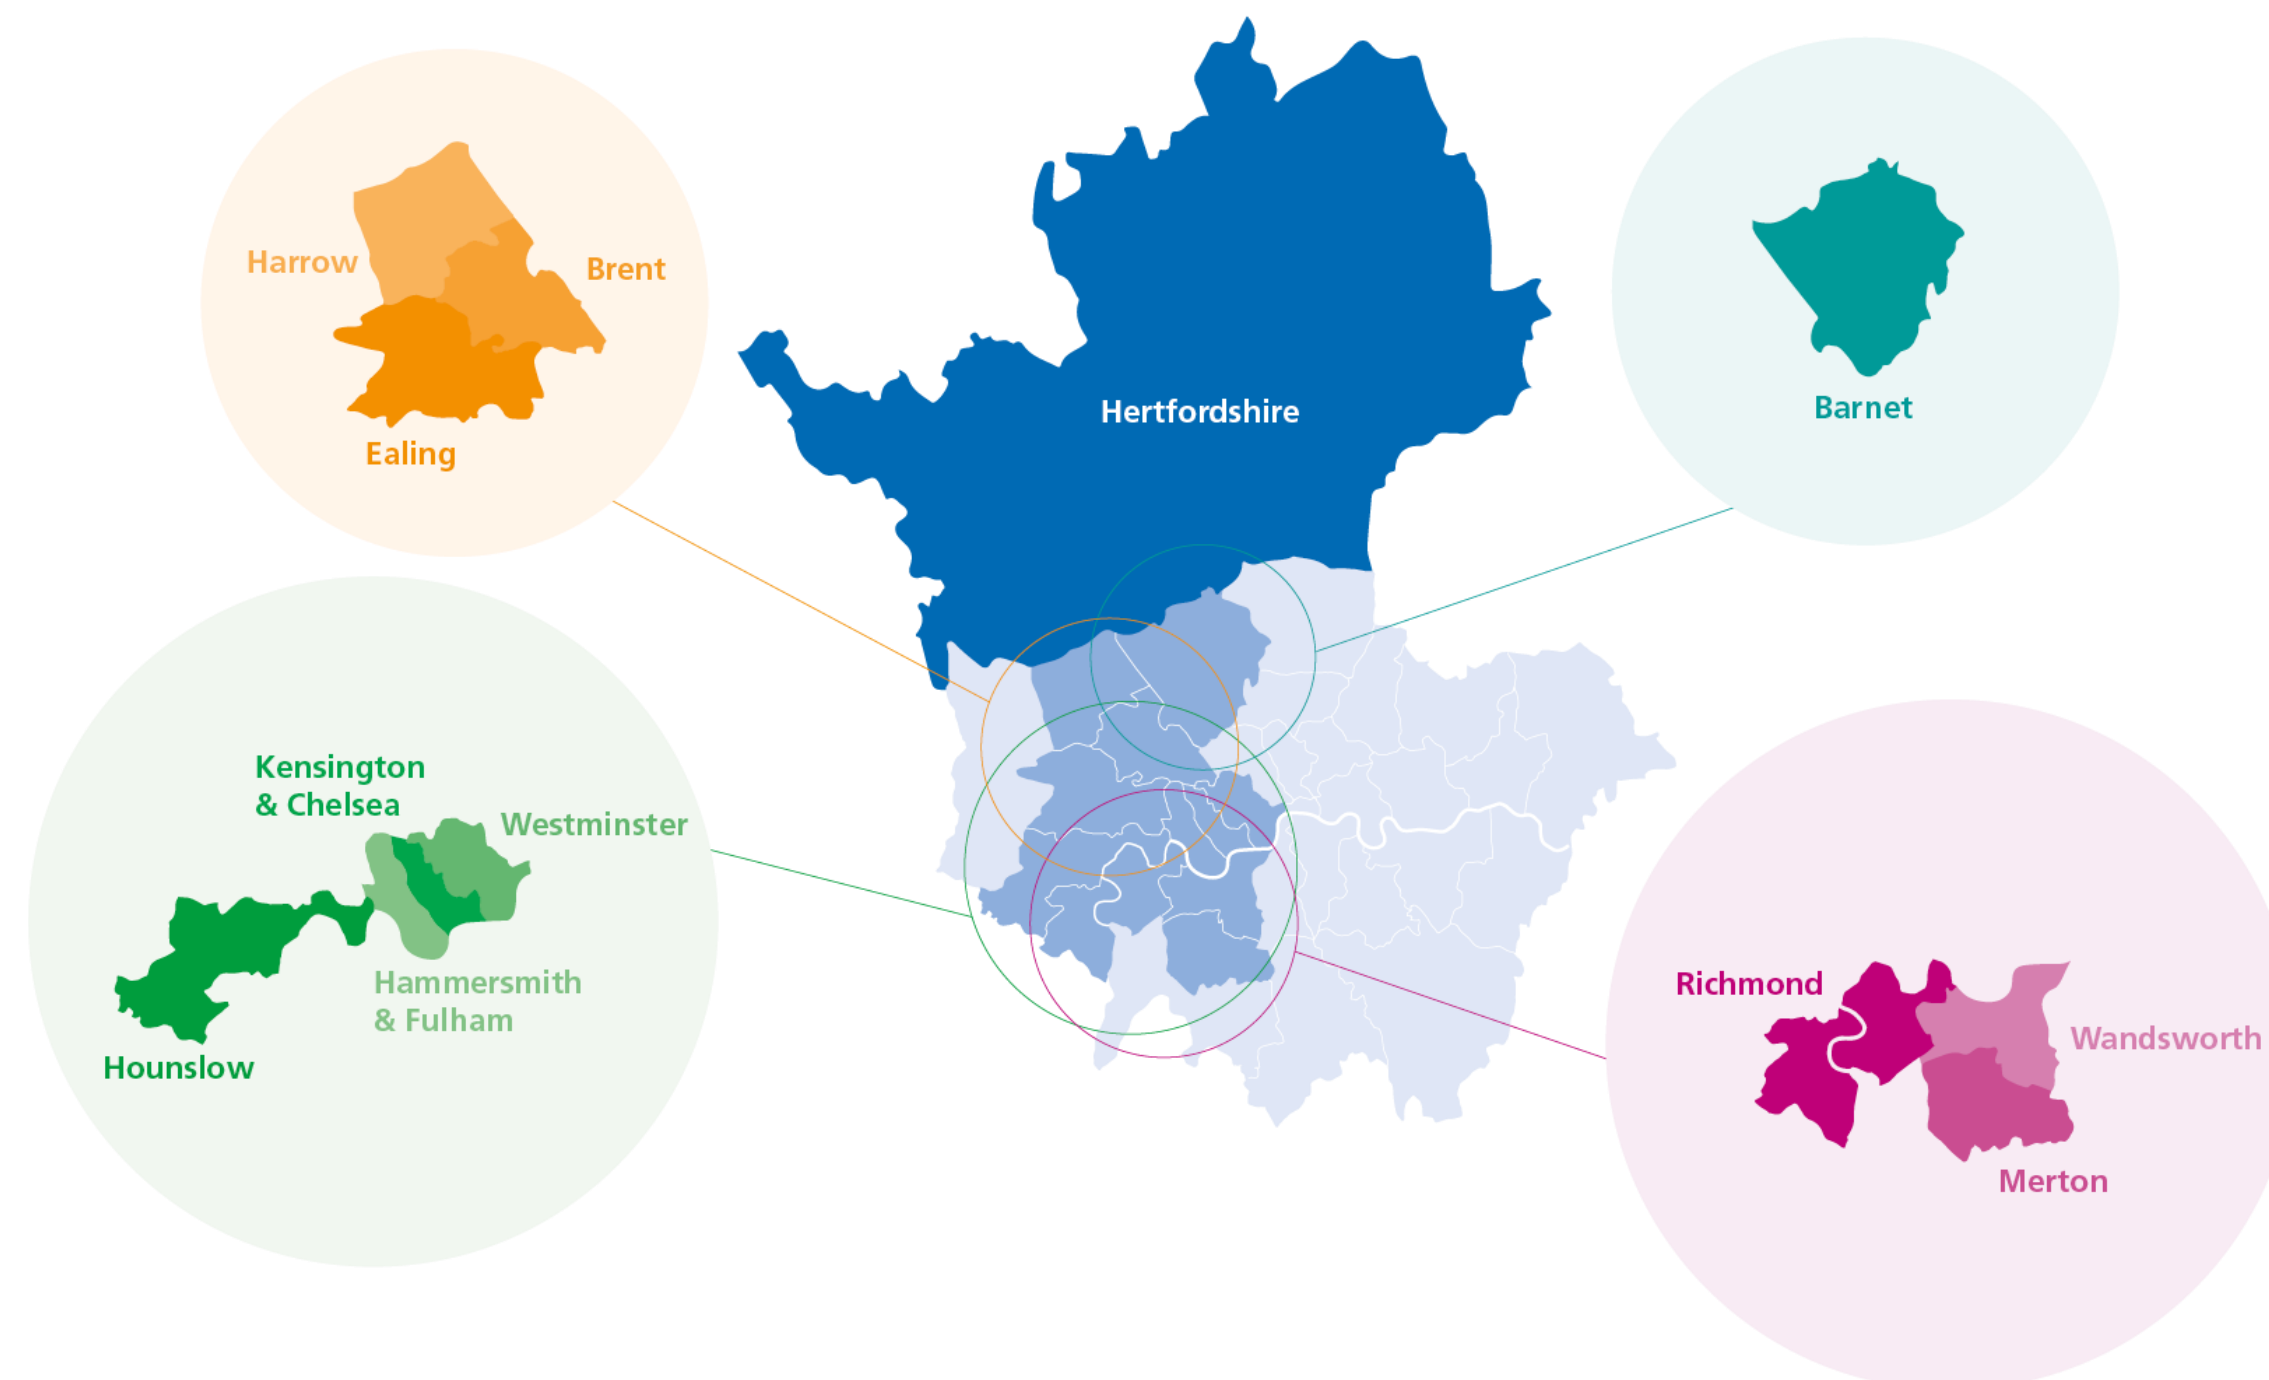 Harrow
Brent
Ealing
Hertfordshire
Barnet
Kensington
& Chelsea
Westminster
Hammersmith
& Fulham
Hounslow
Richmond
Wandsworth
Merton